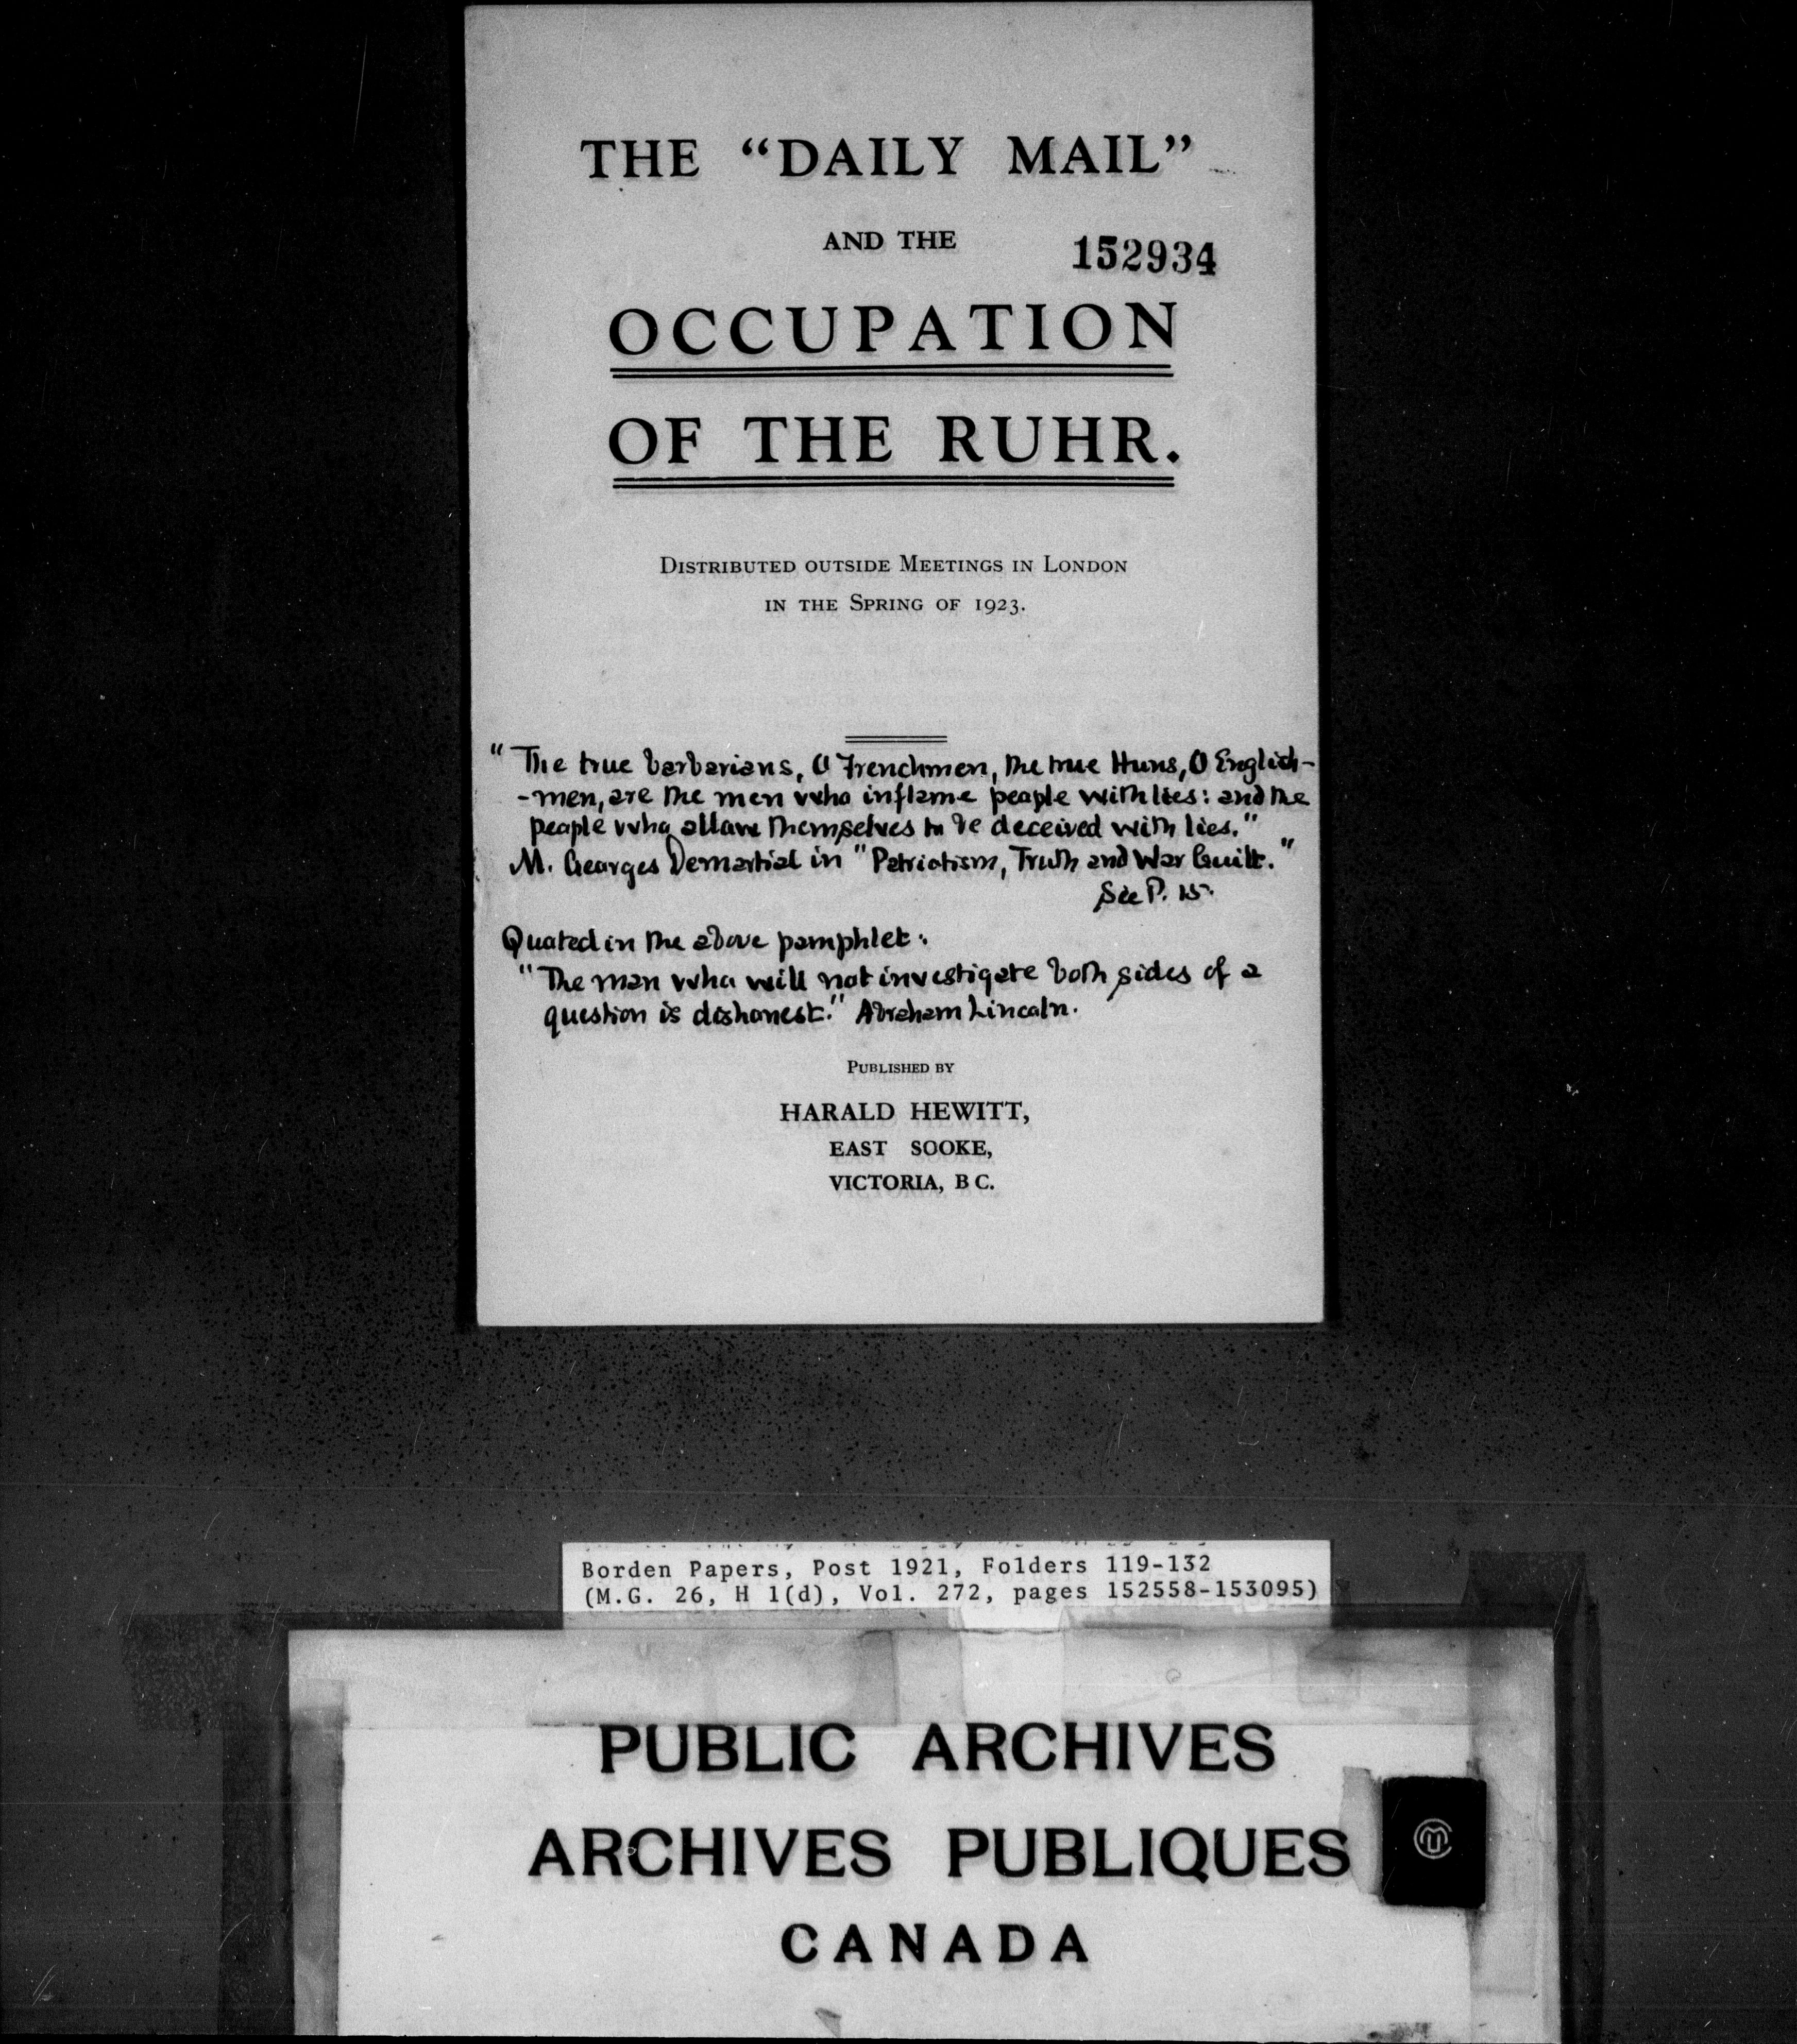 THE "DAILY MAIL"
AND THE
152934
OCCUPATION
OF THE RUHR.
DISTRIBUTED OUTSIDE MEETINGS IN LONDON
IN THE SPRING OF 1923.
"The true barbarians, O Frenchmen, the true Huns, O English-
-men, are the men who inflame people with lies: and the
people who allow themselves to be deceived with lies."
M. Georges Demartial in "Patriotism, Truth and War Guilt."
See P. 15.
Quoted in the above pamphlet:
"The man who will not investigate both sides of a
question is dishonest." Abraham Lincoln.
PUBLISHED BY
HARALD HEWITT,
EAST SOOKE,
VICTORIA, B C.
Borden Papers, Post 1921, Folders 119-132
(M.G. 26, H 1(d), Vol. 272, pages 152558-153095)
PUBLIC ARCHIVES
ARCHIVES PUBLIQUES
CANADA